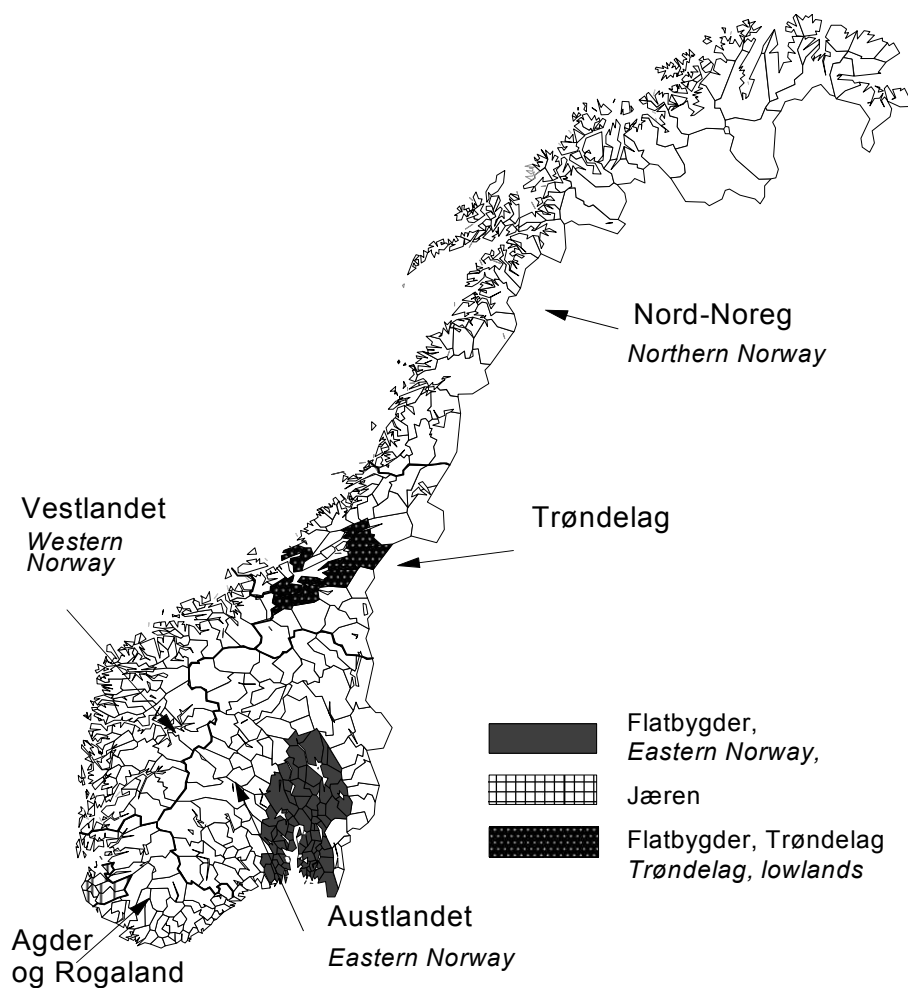 Nord-Noreg
Northern Norway
Vestlandet
Western
Norway
Trøndelag
Flatbygder,
Eastern Norway,
Jæren
Flatbygder, Trøndelag
Trøndelag, lowlands
Austlandet
Eastern Norway
Agder
og Rogaland